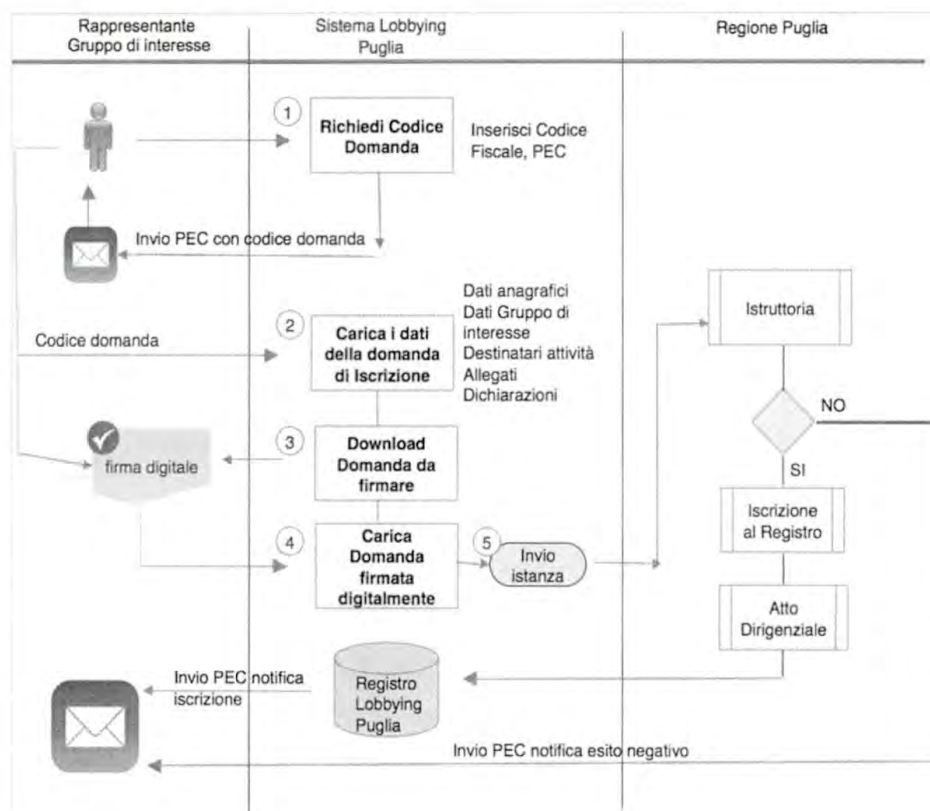 Rappresentante
Gruppo di interesse
Sistema Lobbying
Puglia
Regione Puglia
1
Richiedi Codice
Domanda
Inserisci Codice
Fiscale, PEC
Invio PEC con codice domanda
Codice domanda
2
Carica i dati
della domanda
di Iscrizione
Dati anagrafici
Dati Gruppo di
interesse
Destinatari attività
Allegati
Dichiarazioni
Istruttoria
NO
SI
firma digitale
3
Download
Domanda da
firmare
4
Carica
Domanda
firmata
digitalmente
5
Invio
istanza
Iscrizione
al Registro
Atto
Dirigenziale
Invio PEC notifica
iscrizione
Registro
Lobbying
Puglia
Invio PEC notifica esito negativo